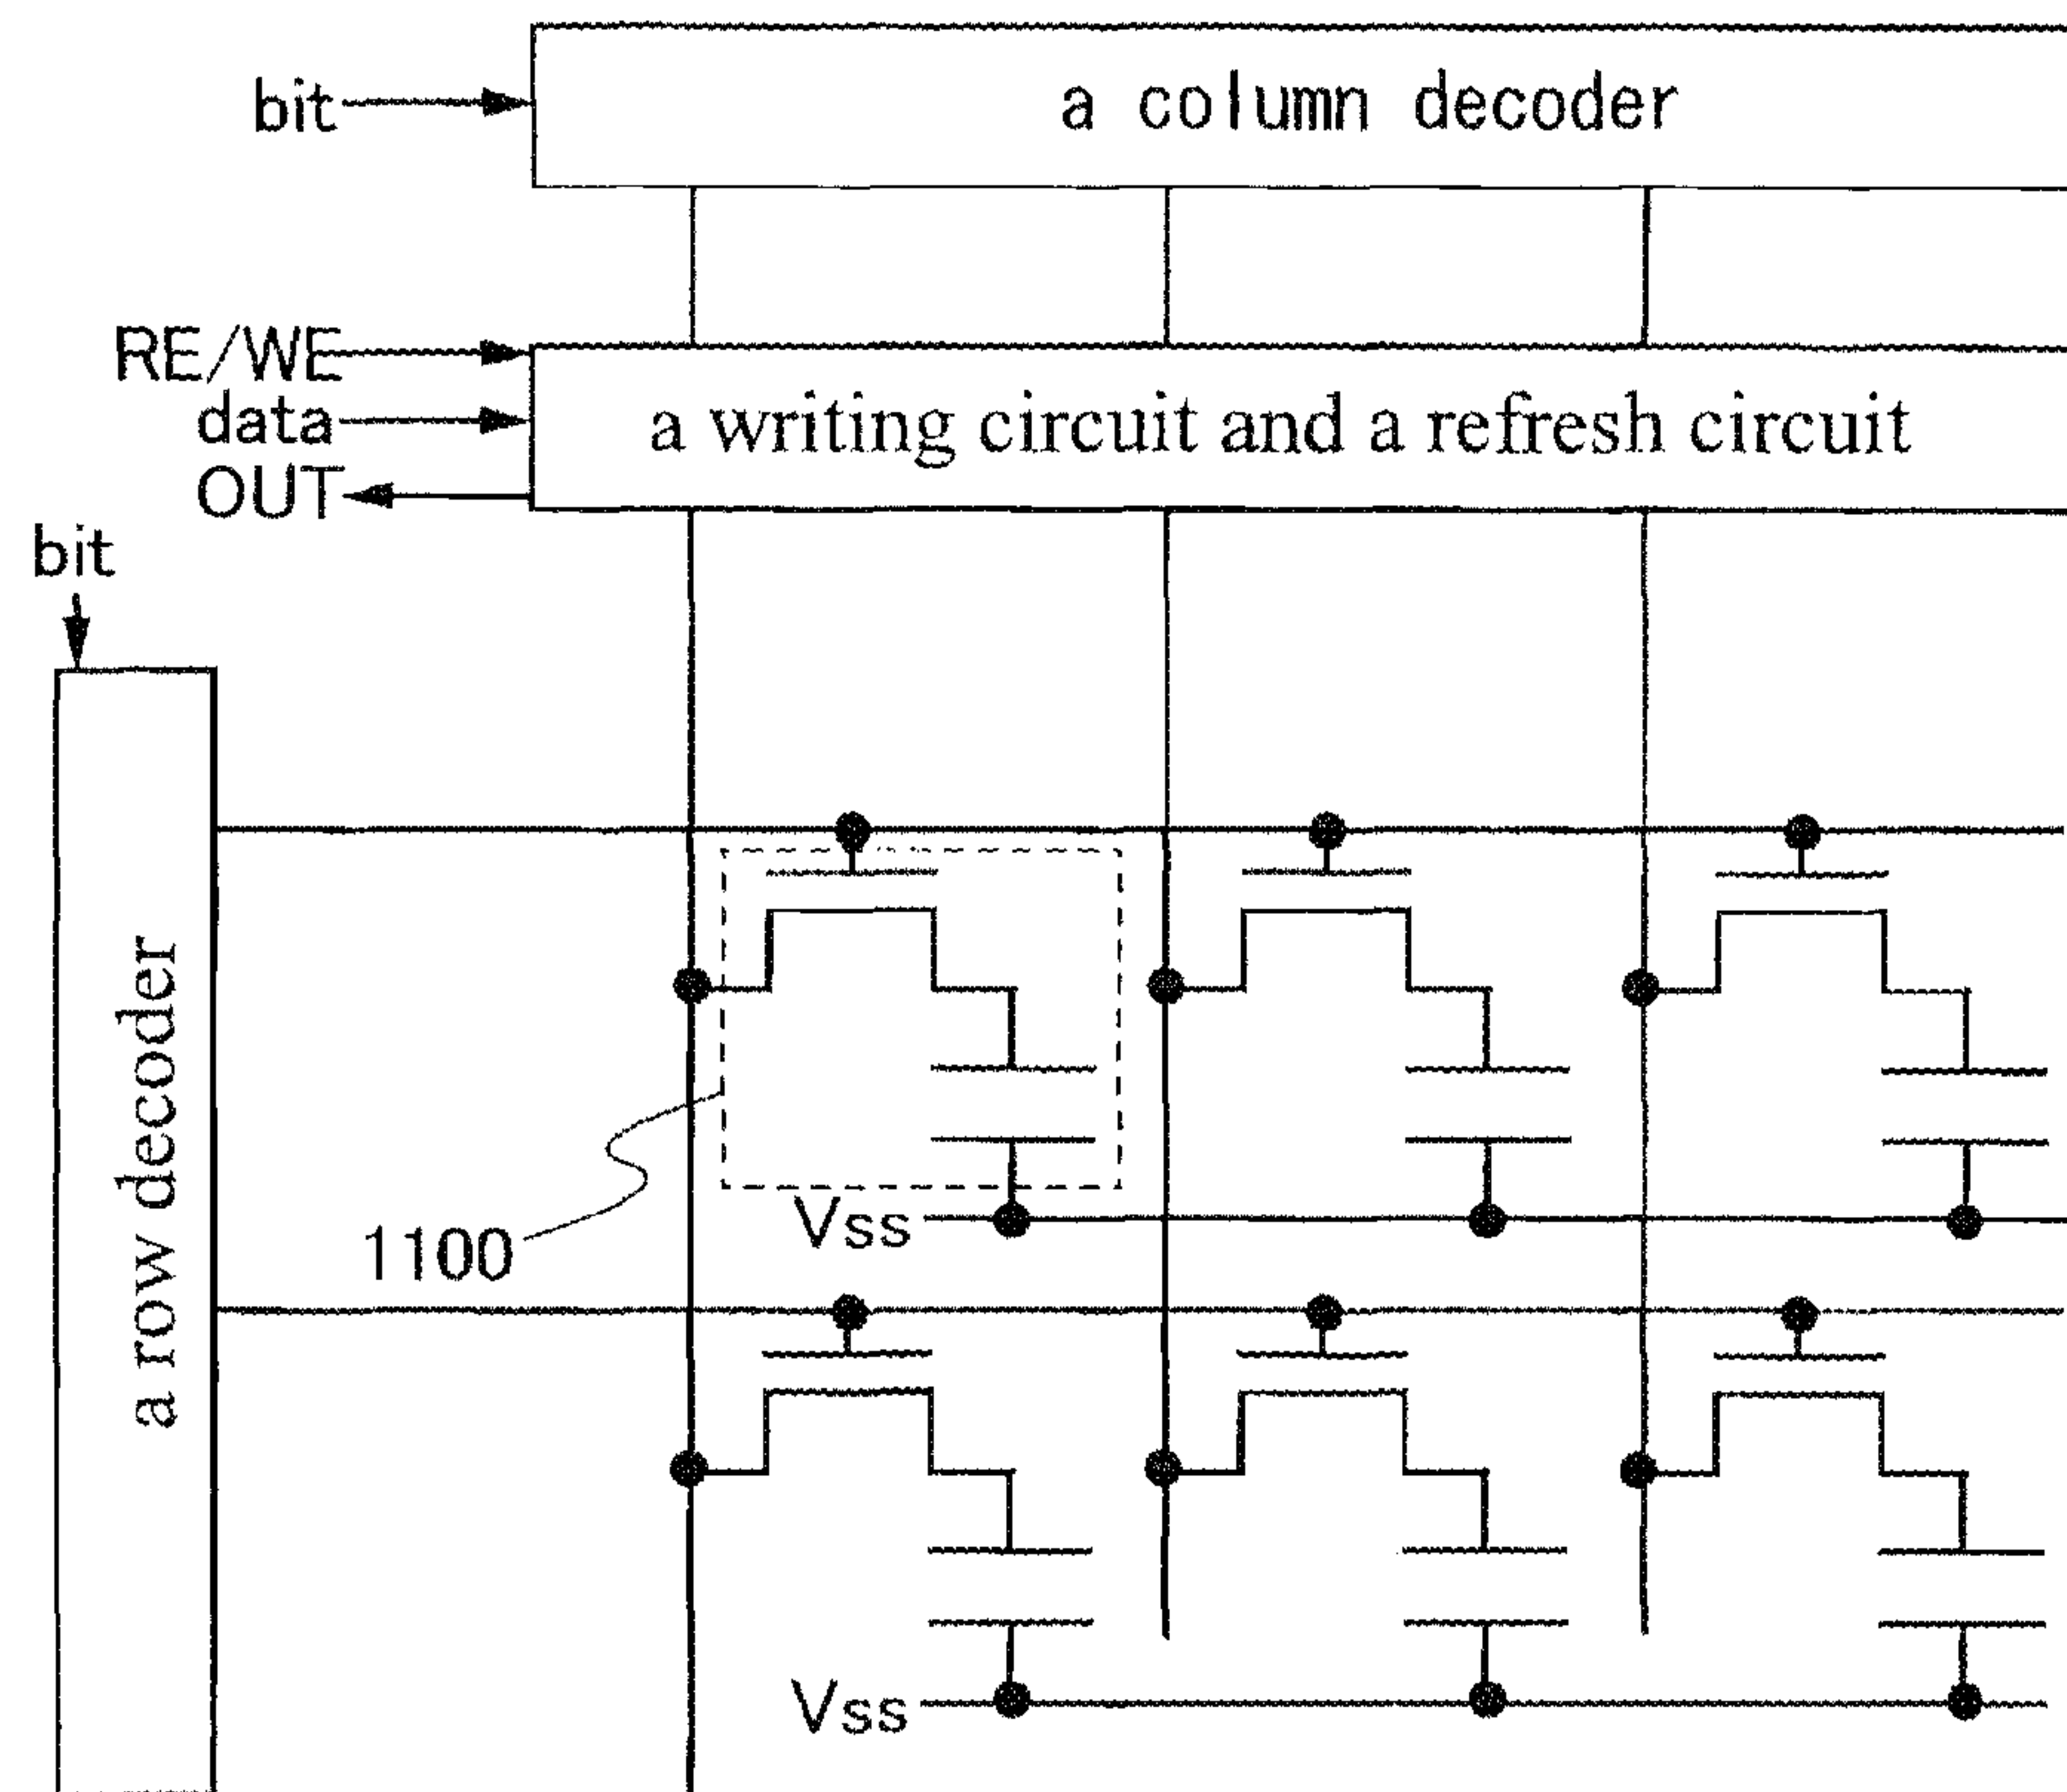 bit
a column decoder
RE/WE
data
OUT
a writing circuit and a refresh circuit
bit
a row decoder
1100
Vss
Vss